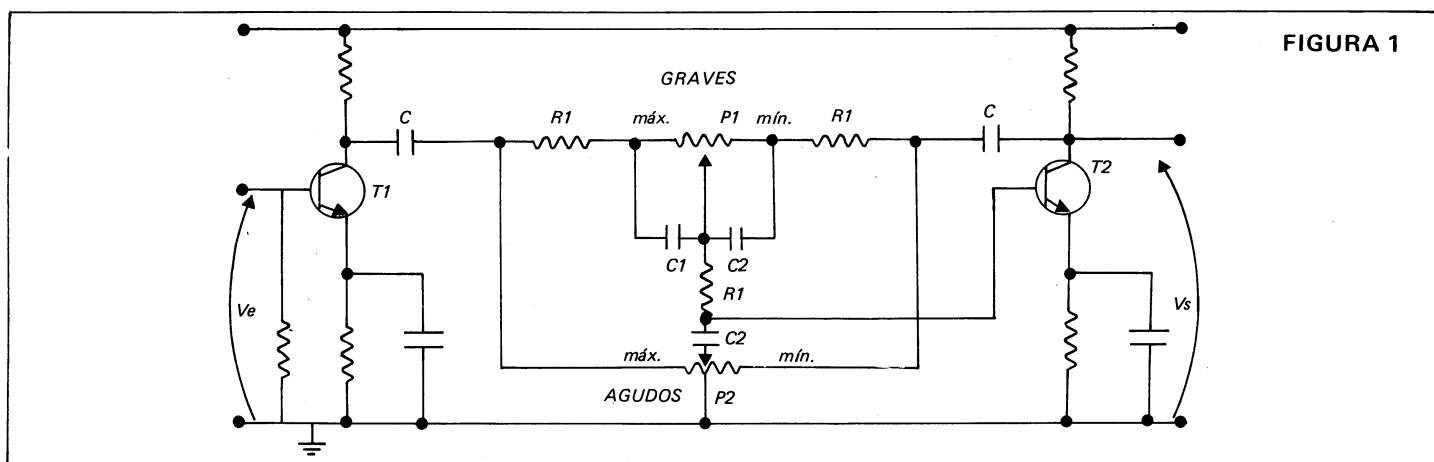 FIGURA 1
GRAVES
C R1 máx. P1 mín. R1 C
T1 T2
C1 C2
Ve R1 Vs
C2
máx. mín.
AGUDOS P2